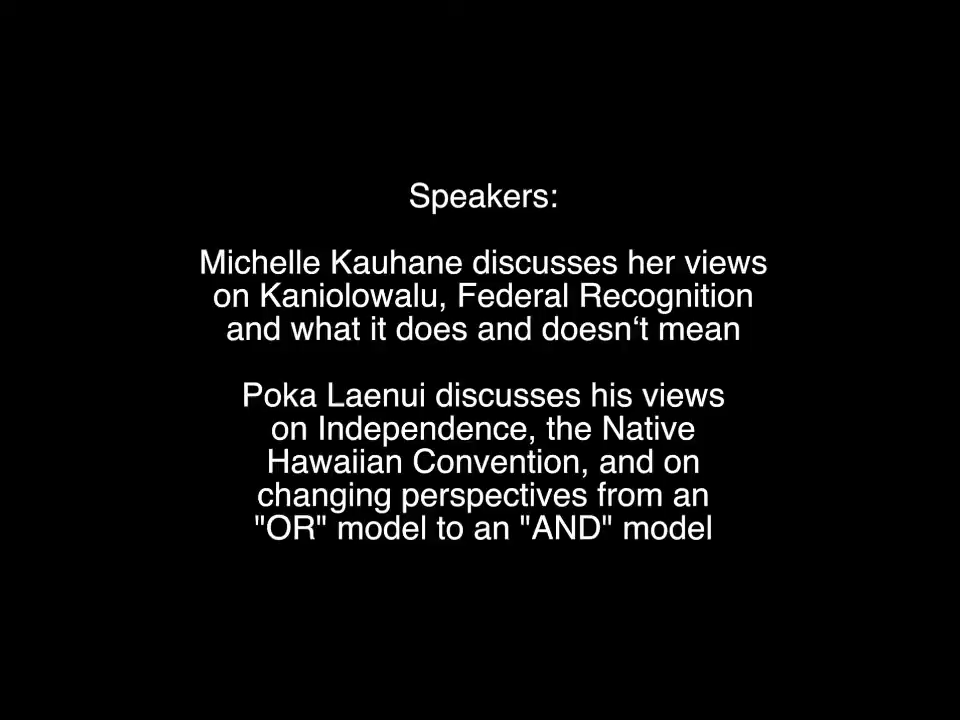 Speakers:
Michelle Kauhane discusses her views
on Kaniolowalu, Federal Recognition
and what it does and doesn‘t mean
Poka Laenui discusses his views
on Independence, the Native
Hawaiian Convention, and on
changing perspectives from an
"OR" model to an "AND" model